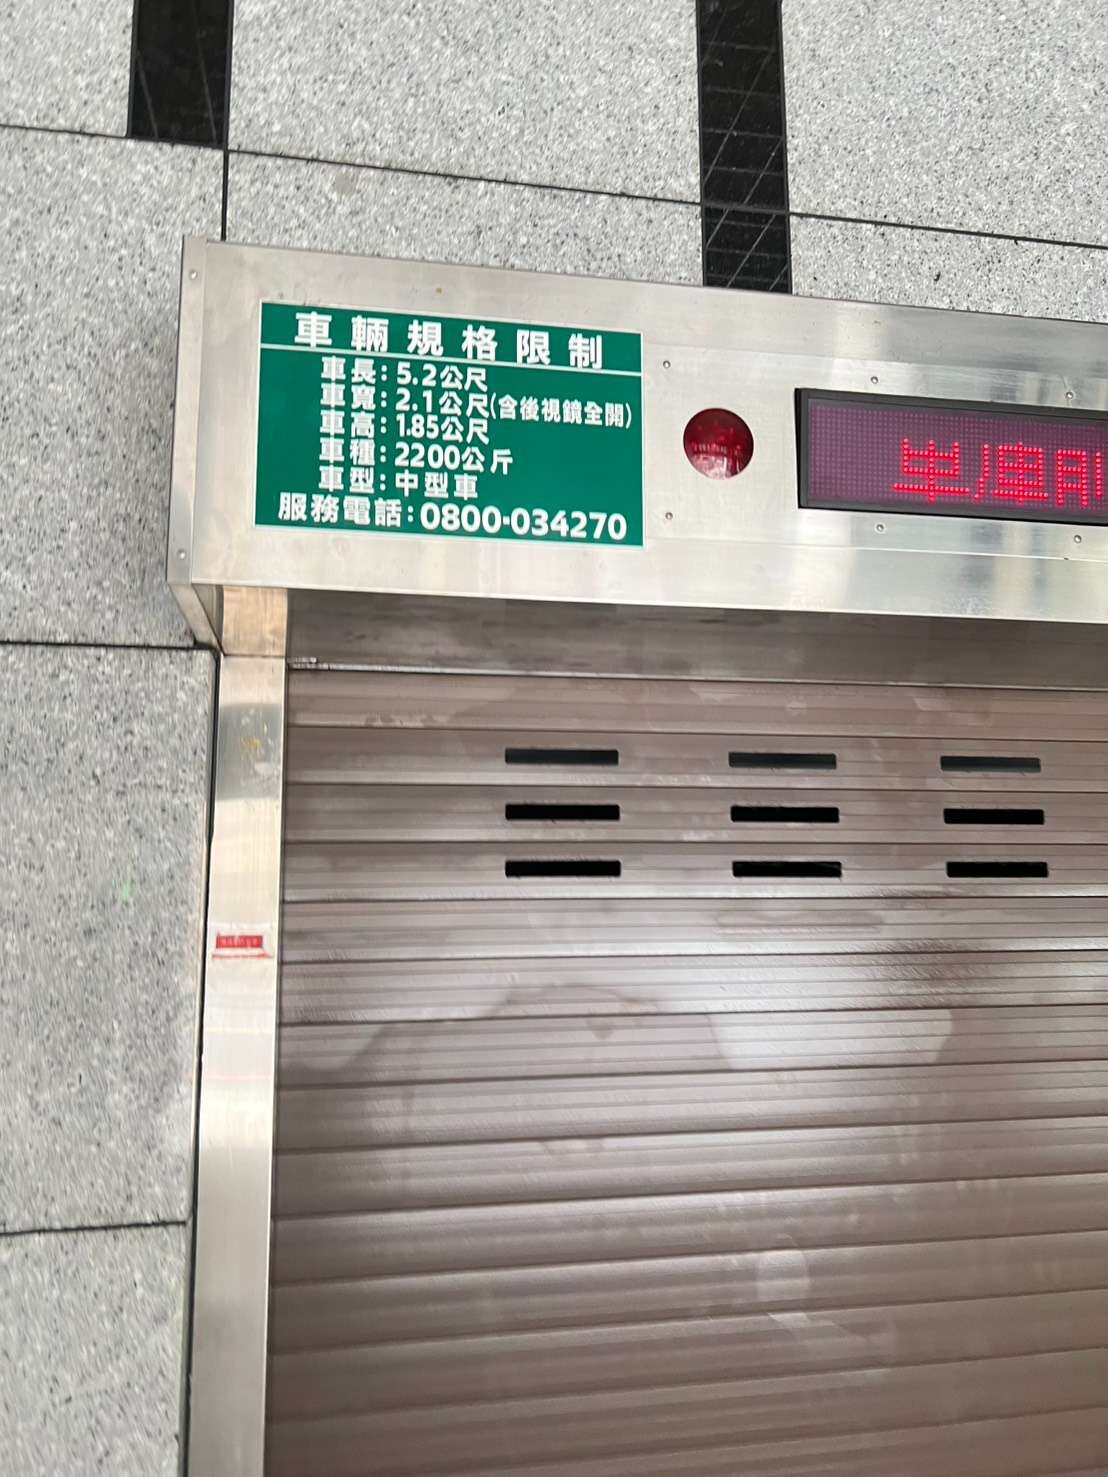 車輛規格限制
車長：5.2公尺
車寬：2.1公尺(含後視鏡全開)
車高：1.85公尺
車種：2200公斤
車型：中型車
服務電話：0800-034270